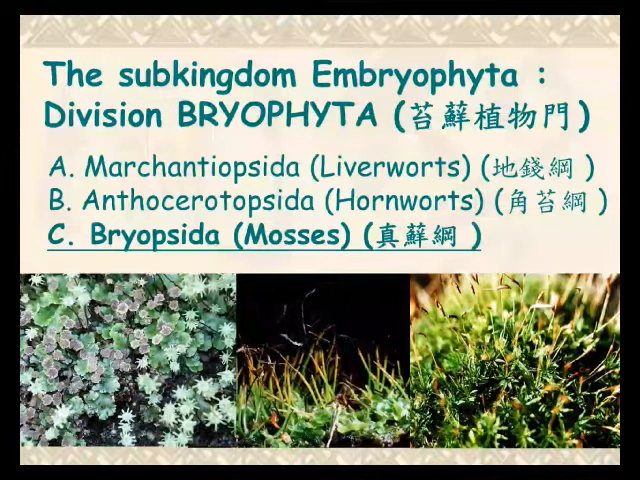 The subkingdom Embryophyta :
Division BRYOPHYTA (苔蘚植物門)
A. Marchantiopsida (Liverworts) (地錢綱 )
B. Anthocerotopsida (Hornworts) (角苔綱 )
C. Bryopsida (Mosses) (真蘚綱 )